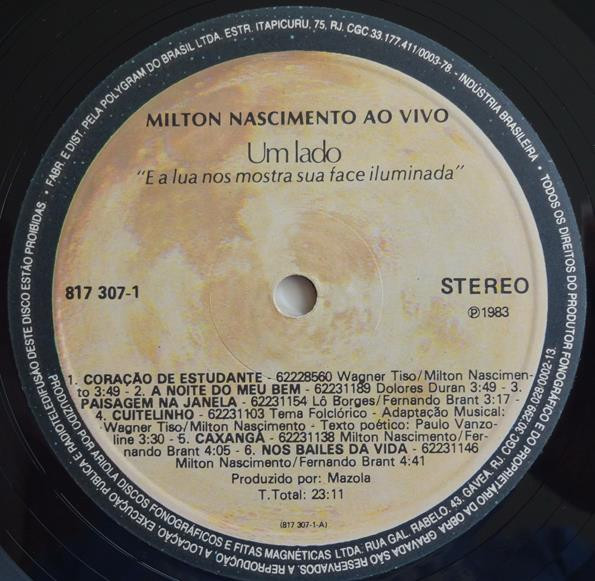 MILTON NASCIMENTO AO VIVO
Um lado
"E a lua nos mostra sua face iluminada"
817 307-1
STEREO
Ⓟ1983
1. CORAÇÃO DE ESTUDANTE - 62228560 Wagner Tiso/Milton Nascimen-
to 3:49 - 2. A NOITE DO MEU BEM - 62231189 Dolores Duran 3:49 - 3.
PAISAGEM NA JANELA - 62231154 Lô Borges/Fernando Brant 3:17 -
4. CUITELINHO - 62231103 Tema Folclórico - Adaptação Musical:
Wagner Tiso/Milton Nascimento - Texto poético: Paulo Vanzo-
line 3:30 - 5. CAXANGÁ - 62231138 Milton Nascimento/Fer-
nando Brant 4:05 - 6. NOS BAILES DA VIDA - 62231146
Milton Nascimento/Fernando Brant 4:41
Produzido por: Mazola
T.Total: 23:11
(817 307-1-A)
• FABR. E DIST. PELA POLYGRAM DO BRASIL LTDA. ESTR. ITAPICURU, 75, RJ. CGC 33.177.411/0003-78. - INDÚSTRIA BRASILEIRA
• TODOS OS DIREITOS DO PRODUTOR FONOGRÁFICO E DO PROPRIETÁRIO DA OBRA GRAVADA SÃO RESERVADOS. A REPRODUÇÃO, A LOCAÇÃO, EXECUÇÃO PÚBLICA E RADIOTELEDIFUSÃO DESTE DISCO ESTÃO PROIBIDAS
PRODUZIDO POR ARIOLA DISCOS FONOGRÁFICOS E FITAS MAGNÉTICAS LTDA. RUA GAL. RABELO, 43, GÁVEA, RJ. CGC 30.299.028.0002-13.